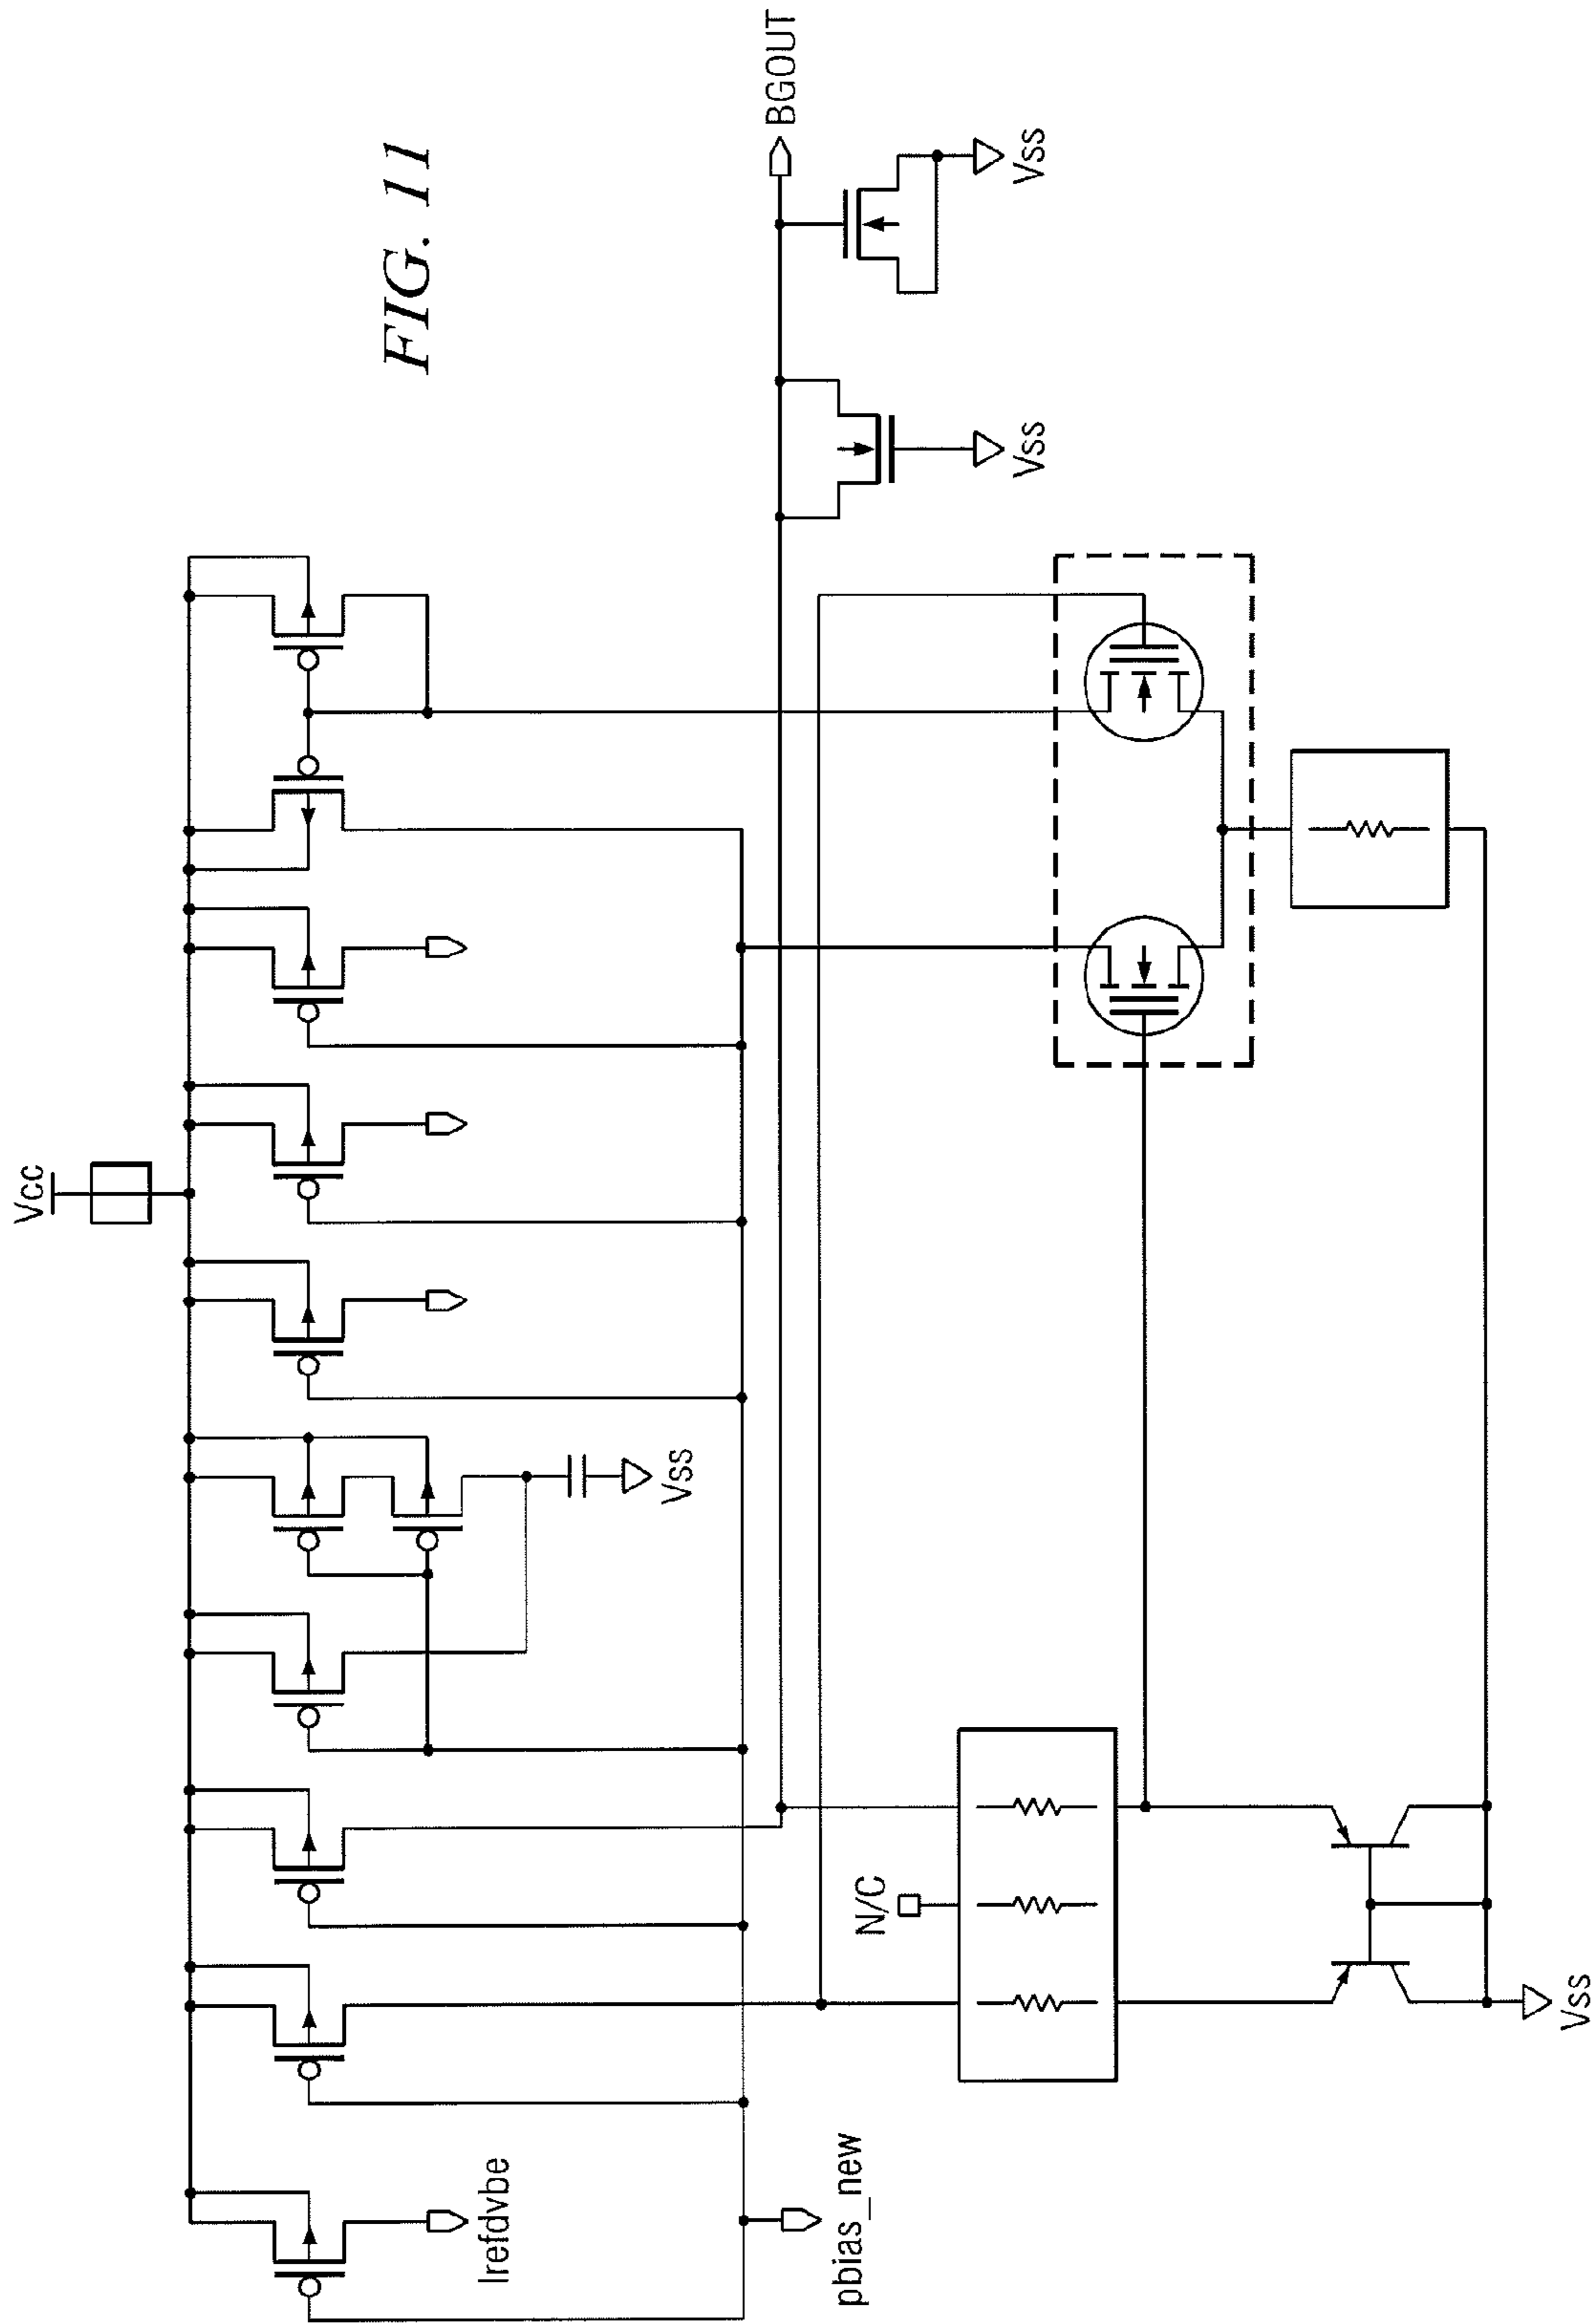 FIG. 11
Vcc
BGOUT
Vss
Vss
Vss
Irefdvbe
pbias_new
N/C
Vss